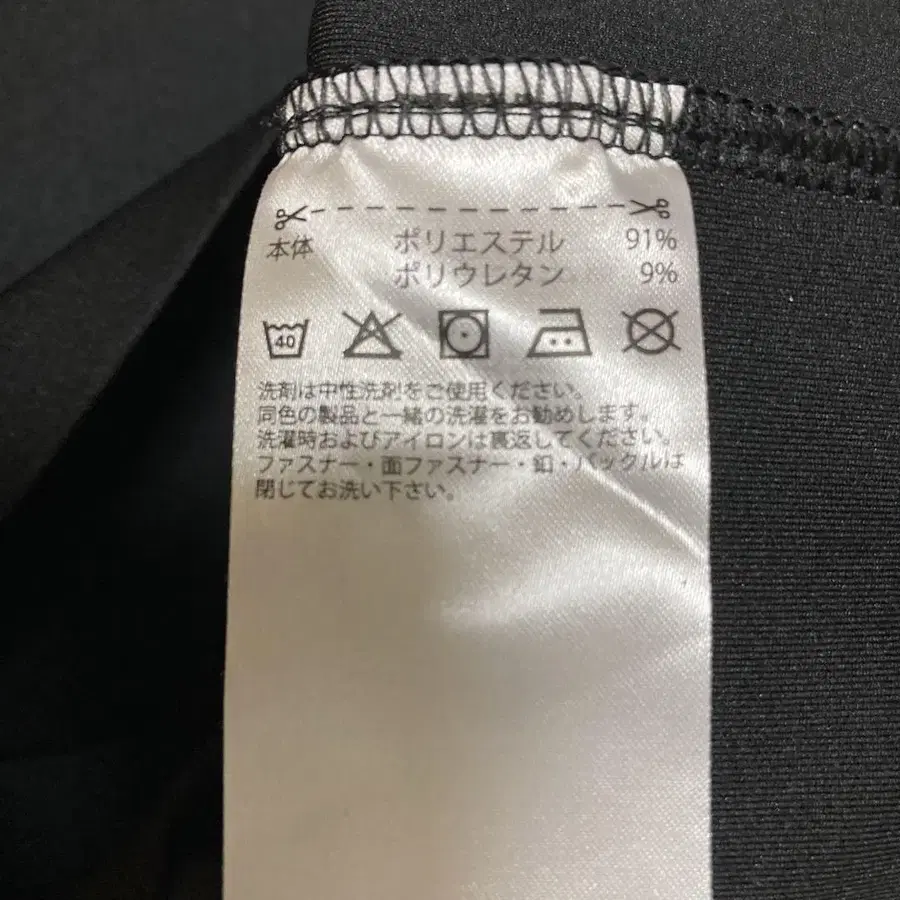 本体 ポリエステル 91%
ポリウレタン 9%
40
洗剤は中性洗剤をご使用ください。
同色の製品と一緒の洗濯をお勧めします。
洗濯時およびアイロンは裏返してください。
ファスナー・面ファスナー・釦・バックルは
閉じてお洗い下さい。